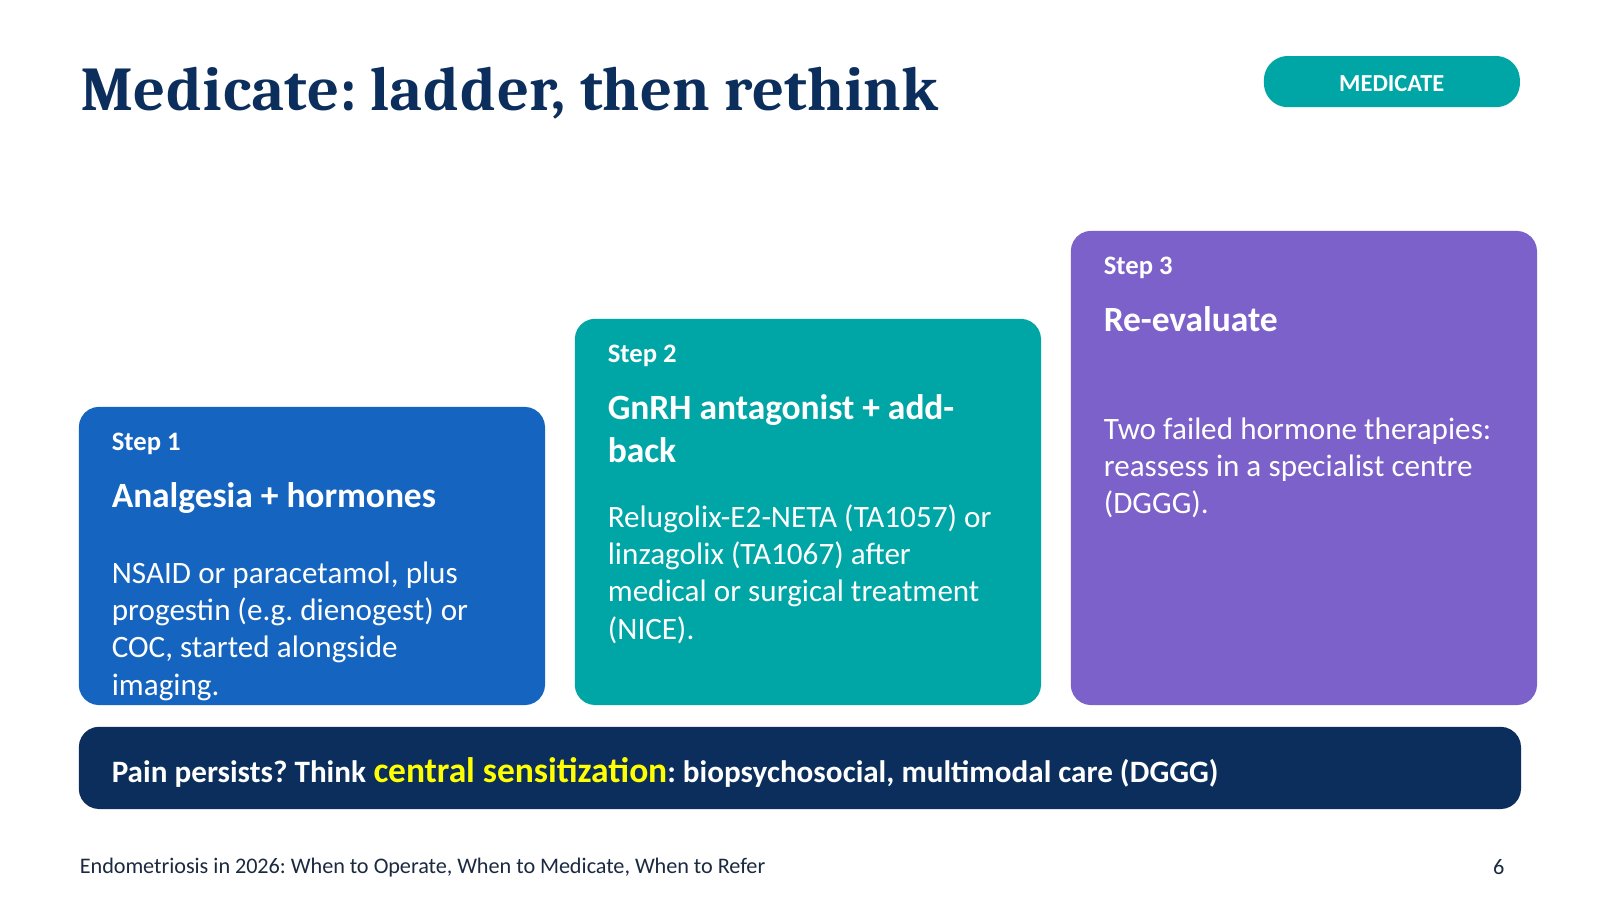 Medicate: ladder, then rethink
MEDICATE
Step 1
Analgesia + hormones
NSAID or paracetamol, plus
progestin (e.g. dienogest) or
COC, started alongside
imaging.
Step 2
GnRH antagonist + add-
back
Relugolix-E2-NETA (TA1057) or
linzagolix (TA1067) after
medical or surgical treatment
(NICE).
Step 3
Re-evaluate
Two failed hormone therapies:
reassess in a specialist centre
(DGGG).
Pain persists? Think central sensitization: biopsychosocial, multimodal care (DGGG)
Endometriosis in 2026: When to Operate, When to Medicate, When to Refer
6